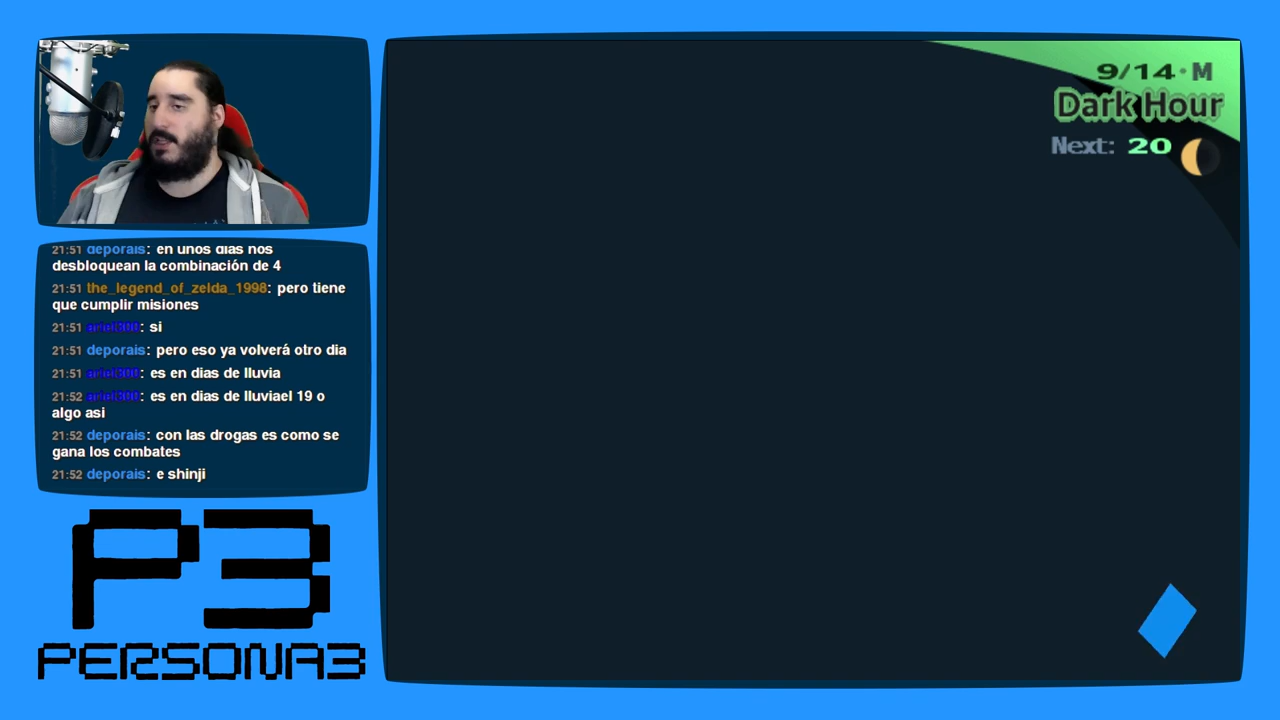 9/14·M
Dark Hour
Next: 20
21:51 deporais: en unos dias nos
desbloquean la combinación de 4
21:51 the_legend_of_zelda_1998: pero tiene
que cumplir misiones
21:51 : si
21:51 deporais: pero eso ya volverá otro dia
21:51 : es en dias de lluvia
21:52 : es en dias de lluviael 19 o
algo asi
21:52 deporais: con las drogas es como se
gana los combates
21:52 deporais: e shinji
P3
PERSONA3